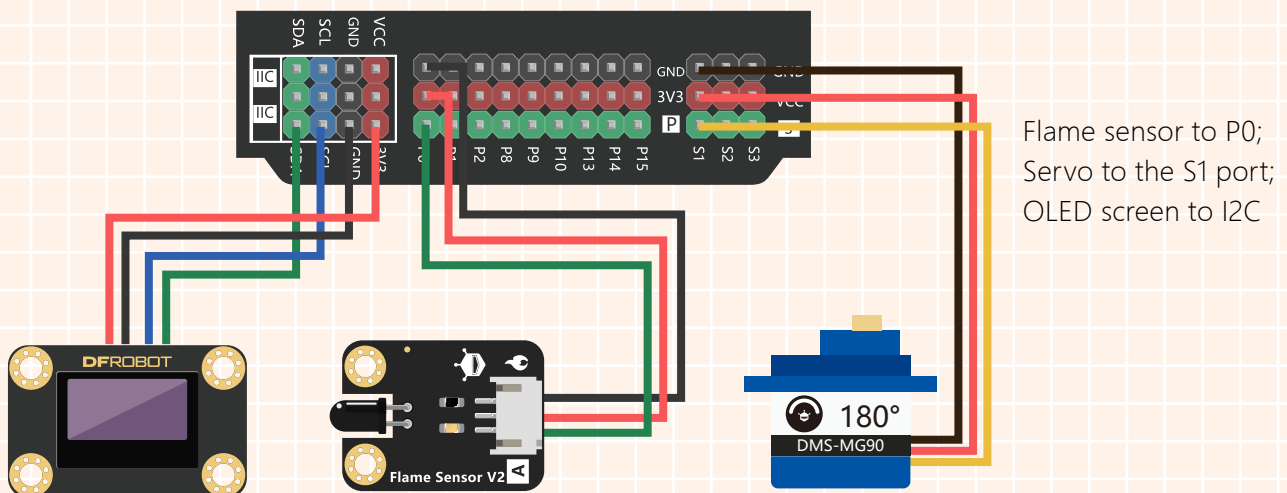 SDA SCL GND VCC
IIC
IIC
GND GND
3V3 VCC
P S
SCL GND 3V3
P0 P1 P2 P8 P9 P10 P13 P14 P15 S1 S2 S3
Flame sensor to P0;
Servo to the S1 port;
OLED screen to I2C
DFROBOT
Flame Sensor V2 A
180°
DMS-MG90